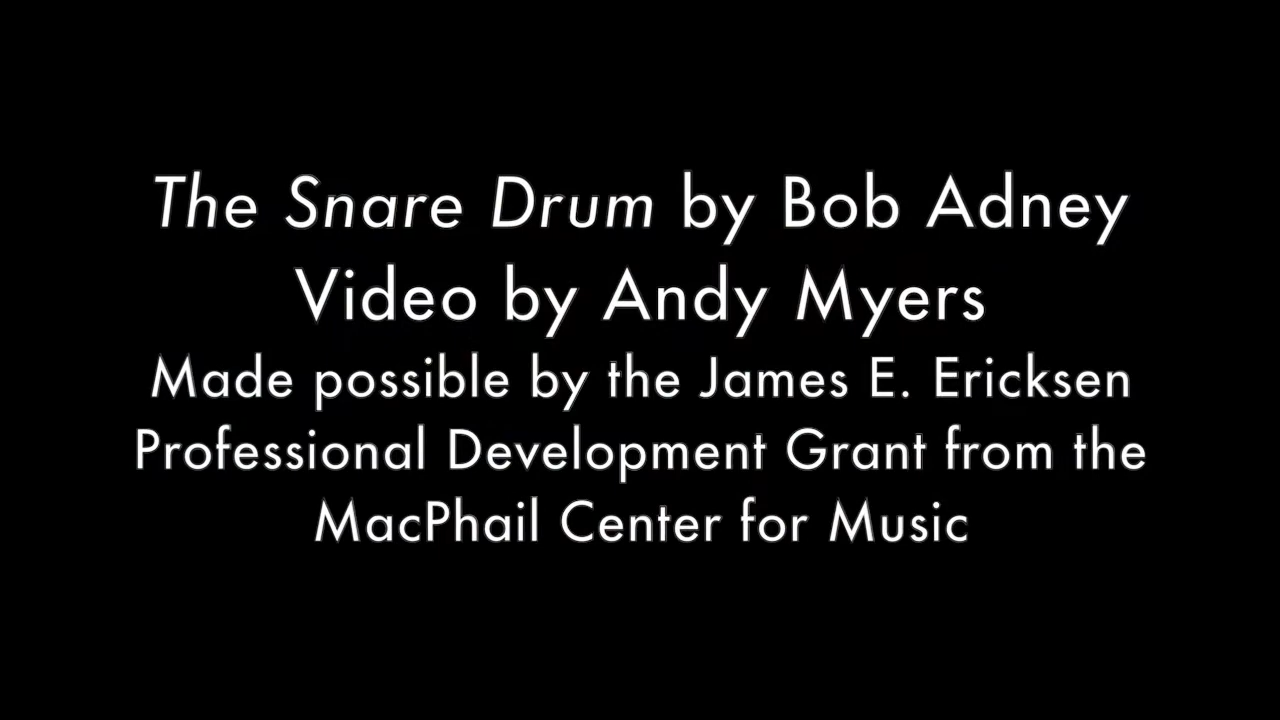 The Snare Drum by Bob Adney
Video by Andy Myers
Made possible by the James E. Ericksen
Professional Development Grant from the
MacPhail Center for Music